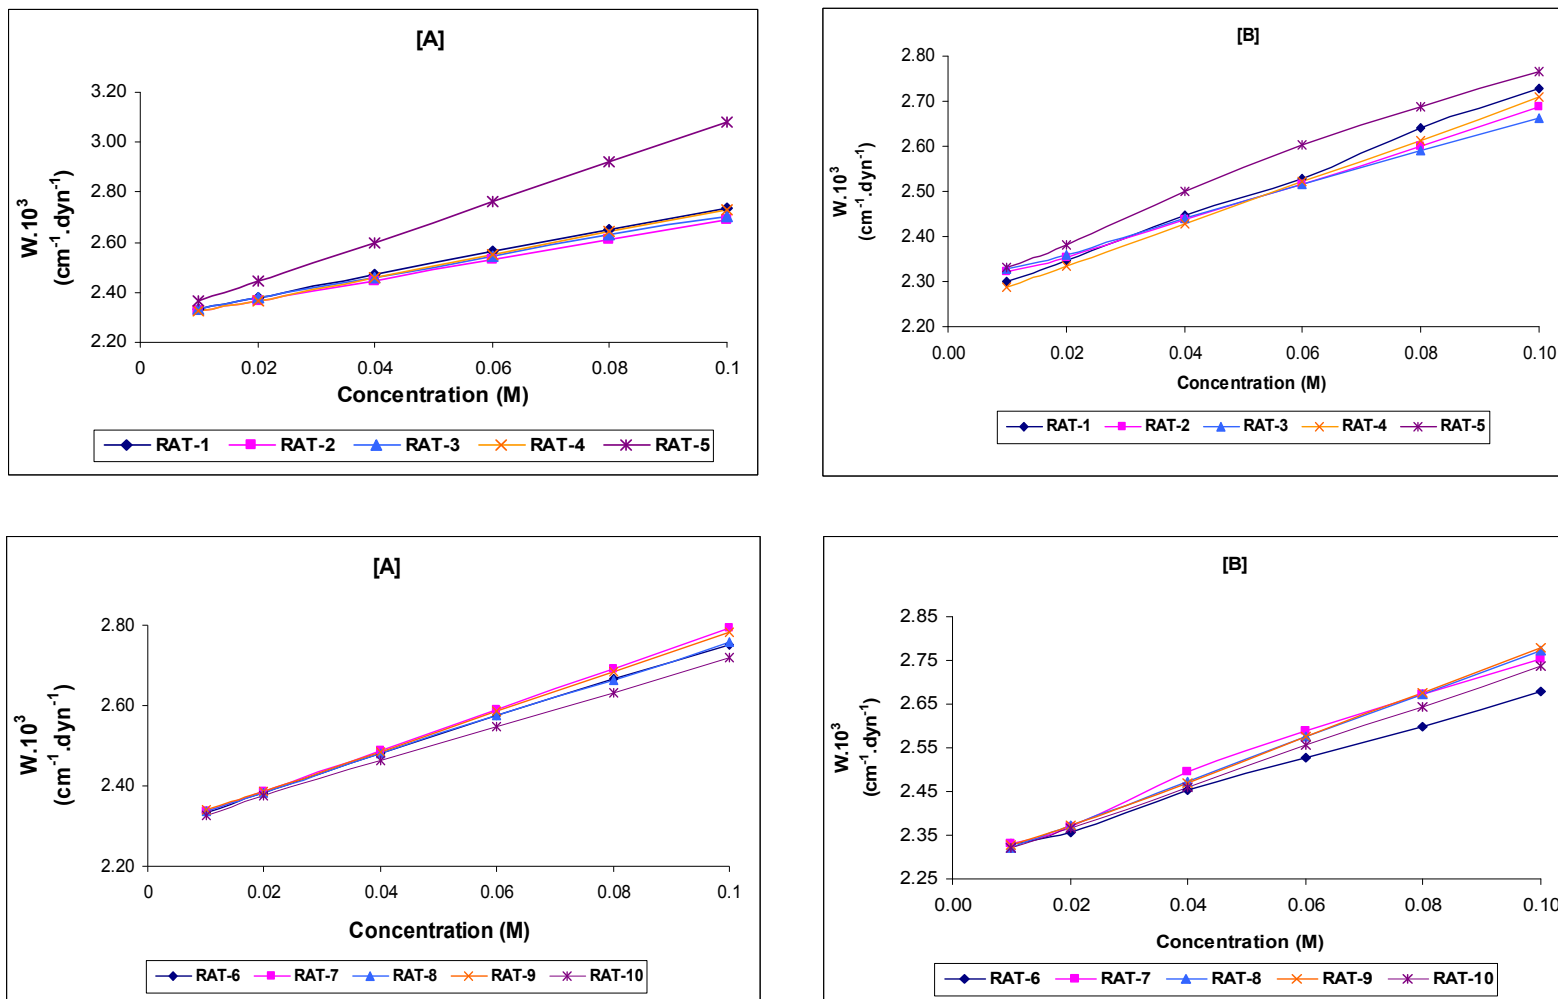 [A]
3.20
3.00
2.80
2.60
2.40
2.20
W.10³
(cm⁻¹.dyn⁻¹)
0 0.02 0.04 0.06 0.08 0.1
Concentration (M)
RAT-1 RAT-2 RAT-3 RAT-4 RAT-5
[B]
2.80
2.70
2.60
2.50
2.40
2.30
2.20
W.10³
(cm⁻¹.dyn⁻¹)
0.00 0.02 0.04 0.06 0.08 0.10
Concentration (M)
RAT-1 RAT-2 RAT-3 RAT-4 RAT-5
[A]
2.80
2.60
2.40
2.20
W.10³
(cm⁻¹.dyn⁻¹)
0 0.02 0.04 0.06 0.08 0.1
Concentration (M)
RAT-6 RAT-7 RAT-8 RAT-9 RAT-10
[B]
2.85
2.75
2.65
2.55
2.45
2.35
2.25
W.10³
(cm⁻¹.dyn⁻¹)
0.00 0.02 0.04 0.06 0.08 0.10
Concentration (M)
RAT-6 RAT-7 RAT-8 RAT-9 RAT-10